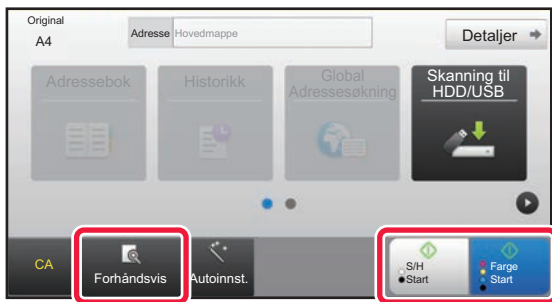 Original
A4
Adresse Hovedmappe
Detaljer
Adressebok
Historikk
Global
Adressesøkning
Skanning til
HDD/USB
CA
Forhåndsvis
Autoinnst.
S/H
Start
Farge
Start